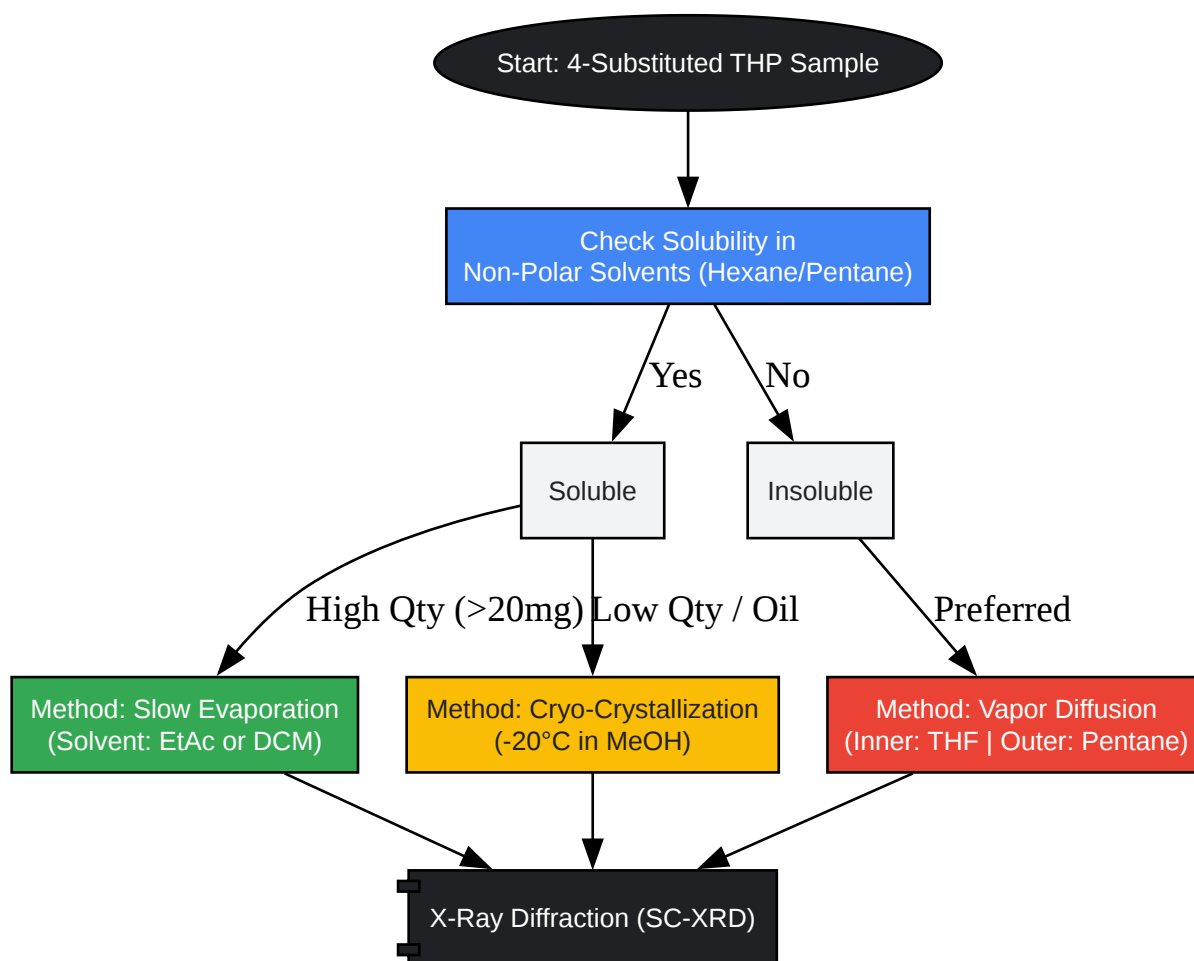 Start: 4-Substituted THP Sample
Check Solubility in
Non-Polar Solvents (Hexane/Pentane)
Yes
No
Soluble
Insoluble
High Qty (>20mg)
Low Qty / Oil
Preferred
Method: Slow Evaporation
(Solvent: EtAc or DCM)
Method: Cryo-Crystallization
(-20°C in MeOH)
Method: Vapor Diffusion
(Inner: THF | Outer: Pentane)
X-Ray Diffraction (SC-XRD)